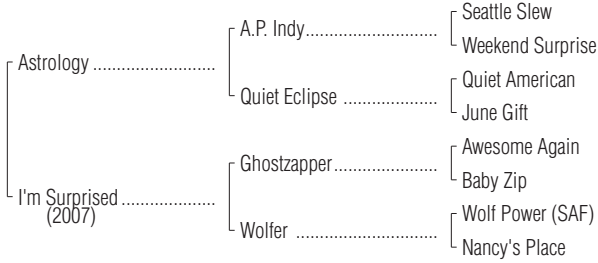 Seattle Slew
A.P. Indy
Weekend Surprise
Astrology
Quiet American
Quiet Eclipse
June Gift
Awesome Again
Ghostzapper
Baby Zip
I'm Surprised
(2007)
Wolf Power (SAF)
Wolfer
Nancy's Place